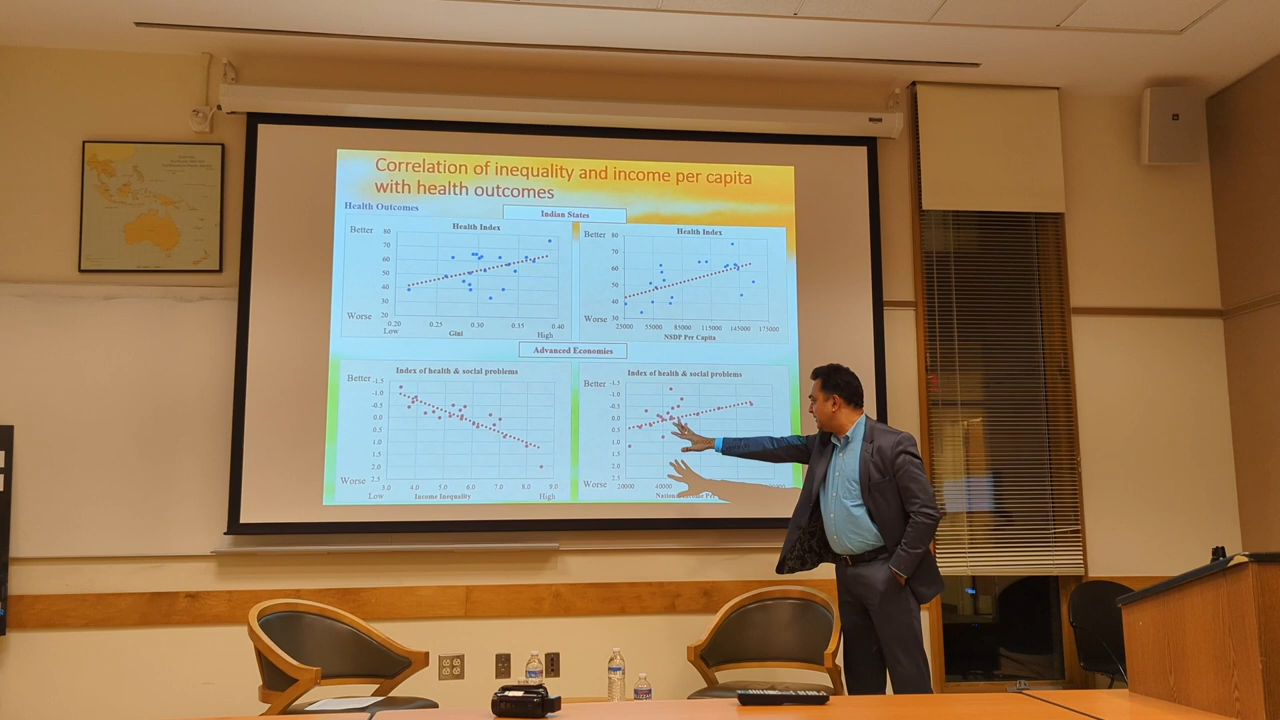 Correlation of inequality and income per capita
with health outcomes
Health Outcomes
Indian States
Health Index
Better
80
70
60
50
40
30
20
Worse
0.20
0.25
0.30
0.35
0.40
Low
Gini
High
Health Index
Better
80
70
60
50
40
30
Worse
25000
55000
85000
115000
145000
175000
NSDP Per Capita
Advanced Economies
Index of health & social problems
Better
-1.5
-1.0
-0.5
0.0
0.5
1.0
1.5
2.0
2.5
Worse
3.0
4.0
5.0
6.0
7.0
8.0
9.0
Low
Income Inequality
High
Index of health & social problems
Better
-1.5
-1.0
-0.5
0.0
0.5
1.0
1.5
2.0
2.5
Worse
20000
40000